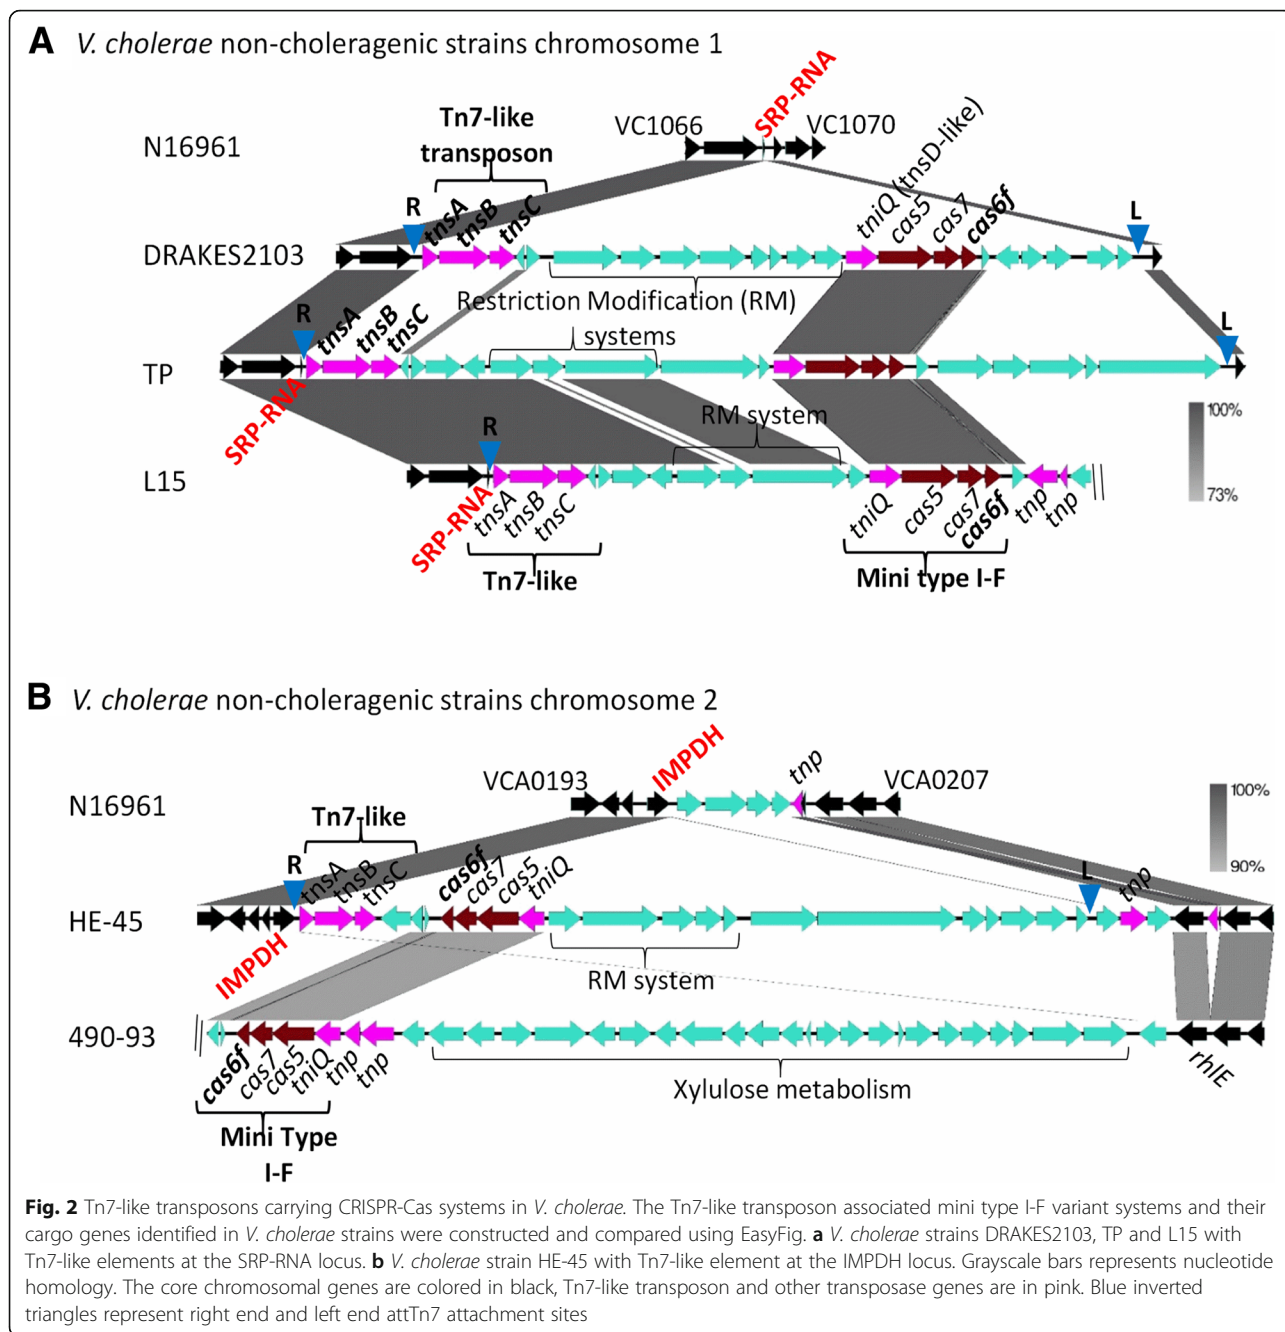 A V. cholerae non-choleragenic strains chromosome 1
SRP-RNA
Tn7-like
transposon
VC1066
VC1070
N16961
tniQ (tnsD-like)
cas5
cas7
cas6f
R
tnsA
tnsB
tnsC
L
DRAKES2103
Restriction Modification (RM)
systems
R
tnsA
tnsB
tnsC
L
TP
SRP-RNA
RM system
100%
73%
R
L15
SRP-RNA
tnsA
tnsB
tnsC
tniQ
cas5
cas7
cas6f
tnp
tnp
Tn7-like
Mini type I-F
B V. cholerae non-choleragenic strains chromosome 2
IMPDH
VCA0193
tnp
VCA0207
N16961
100%
90%
Tn7-like
R
tnsA
tnsB
tnsC
cas6f
cas7
cas5
tniQ
L
tnp
HE-45
IMPDH
RM system
490-93
cas6f
cas7
cas5
tniQ
tnp
tnp
Xylulose metabolism
rhlE
Mini Type
I-F
Fig. 2 Tn7-like transposons carrying CRISPR-Cas systems in V. cholerae. The Tn7-like transposon associated mini type I-F variant systems and their
cargo genes identified in V. cholerae strains were constructed and compared using EasyFig. a V. cholerae strains DRAKES2103, TP and L15 with
Tn7-like elements at the SRP-RNA locus. b V. cholerae strain HE-45 with Tn7-like element at the IMPDH locus. Grayscale bars represents nucleotide
homology. The core chromosomal genes are colored in black, Tn7-like transposon and other transposase genes are in pink. Blue inverted
triangles represent right end and left end attTn7 attachment sites